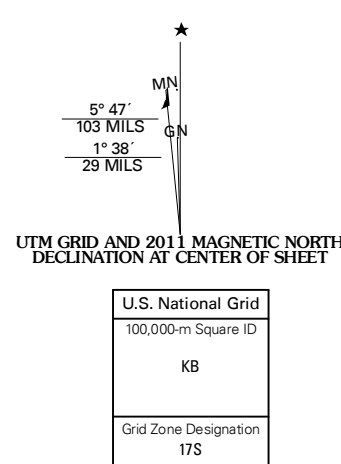 ★
MN
5° 47´
103 MILS
GN
1° 38´
29 MILS
UTM GRID AND 2011 MAGNETIC NORTH
DECLINATION AT CENTER OF SHEET
U.S. National Grid
100,000-m Square ID
KB
Grid Zone Designation
17S